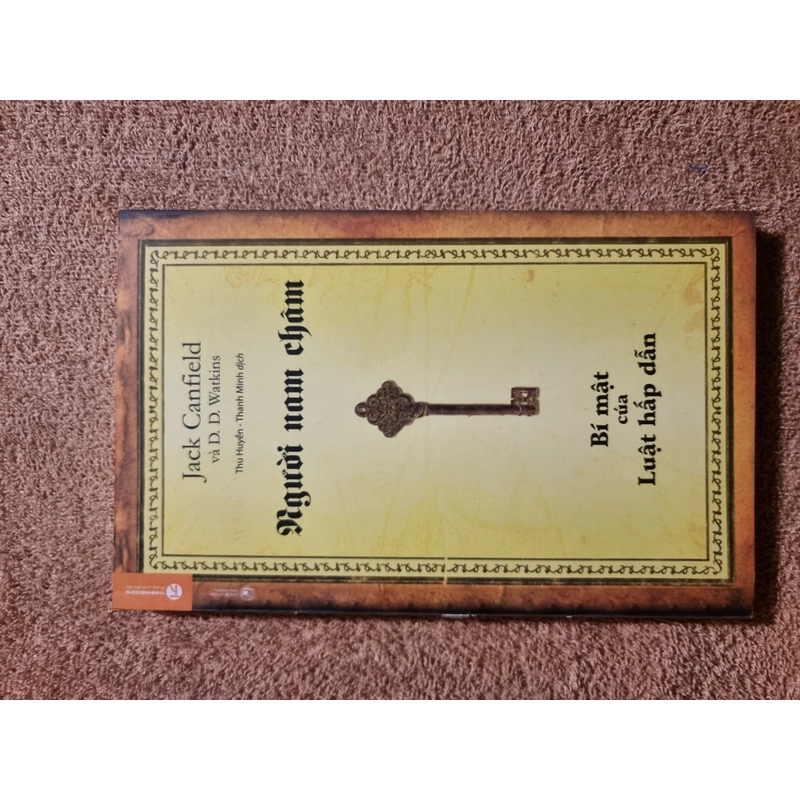 Jack Canfield
và D. D. Watkins
Thu Huyền - Thanh Minh dịch
Người nam châm
Bí mật
của
Luật hấp dẫn